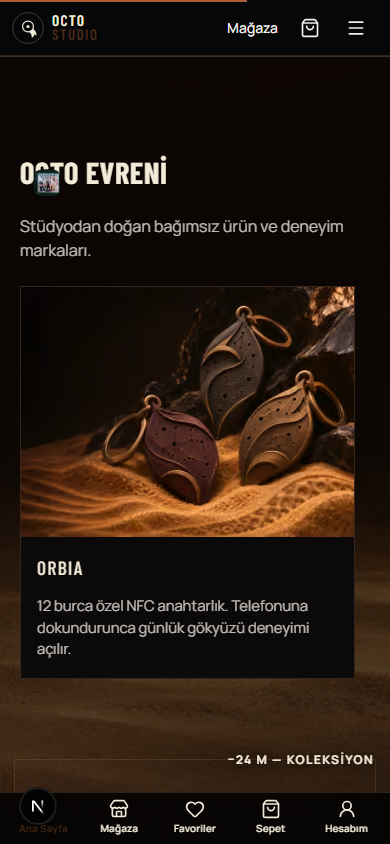 OCTO
STUDIO
Mağaza
OCTO EVRENİ
Stüdyodan doğan bağımsız ürün ve deneyim
markaları.
ORBIA
12 burca özel NFC anahtarlık. Telefonuna
dokundurunca günlük gökyüzü deneyimi
açılır.
−24 M — KOLEKSİYON
N
Ana Sayfa
Mağaza
Favoriler
Sepet
Hesabım